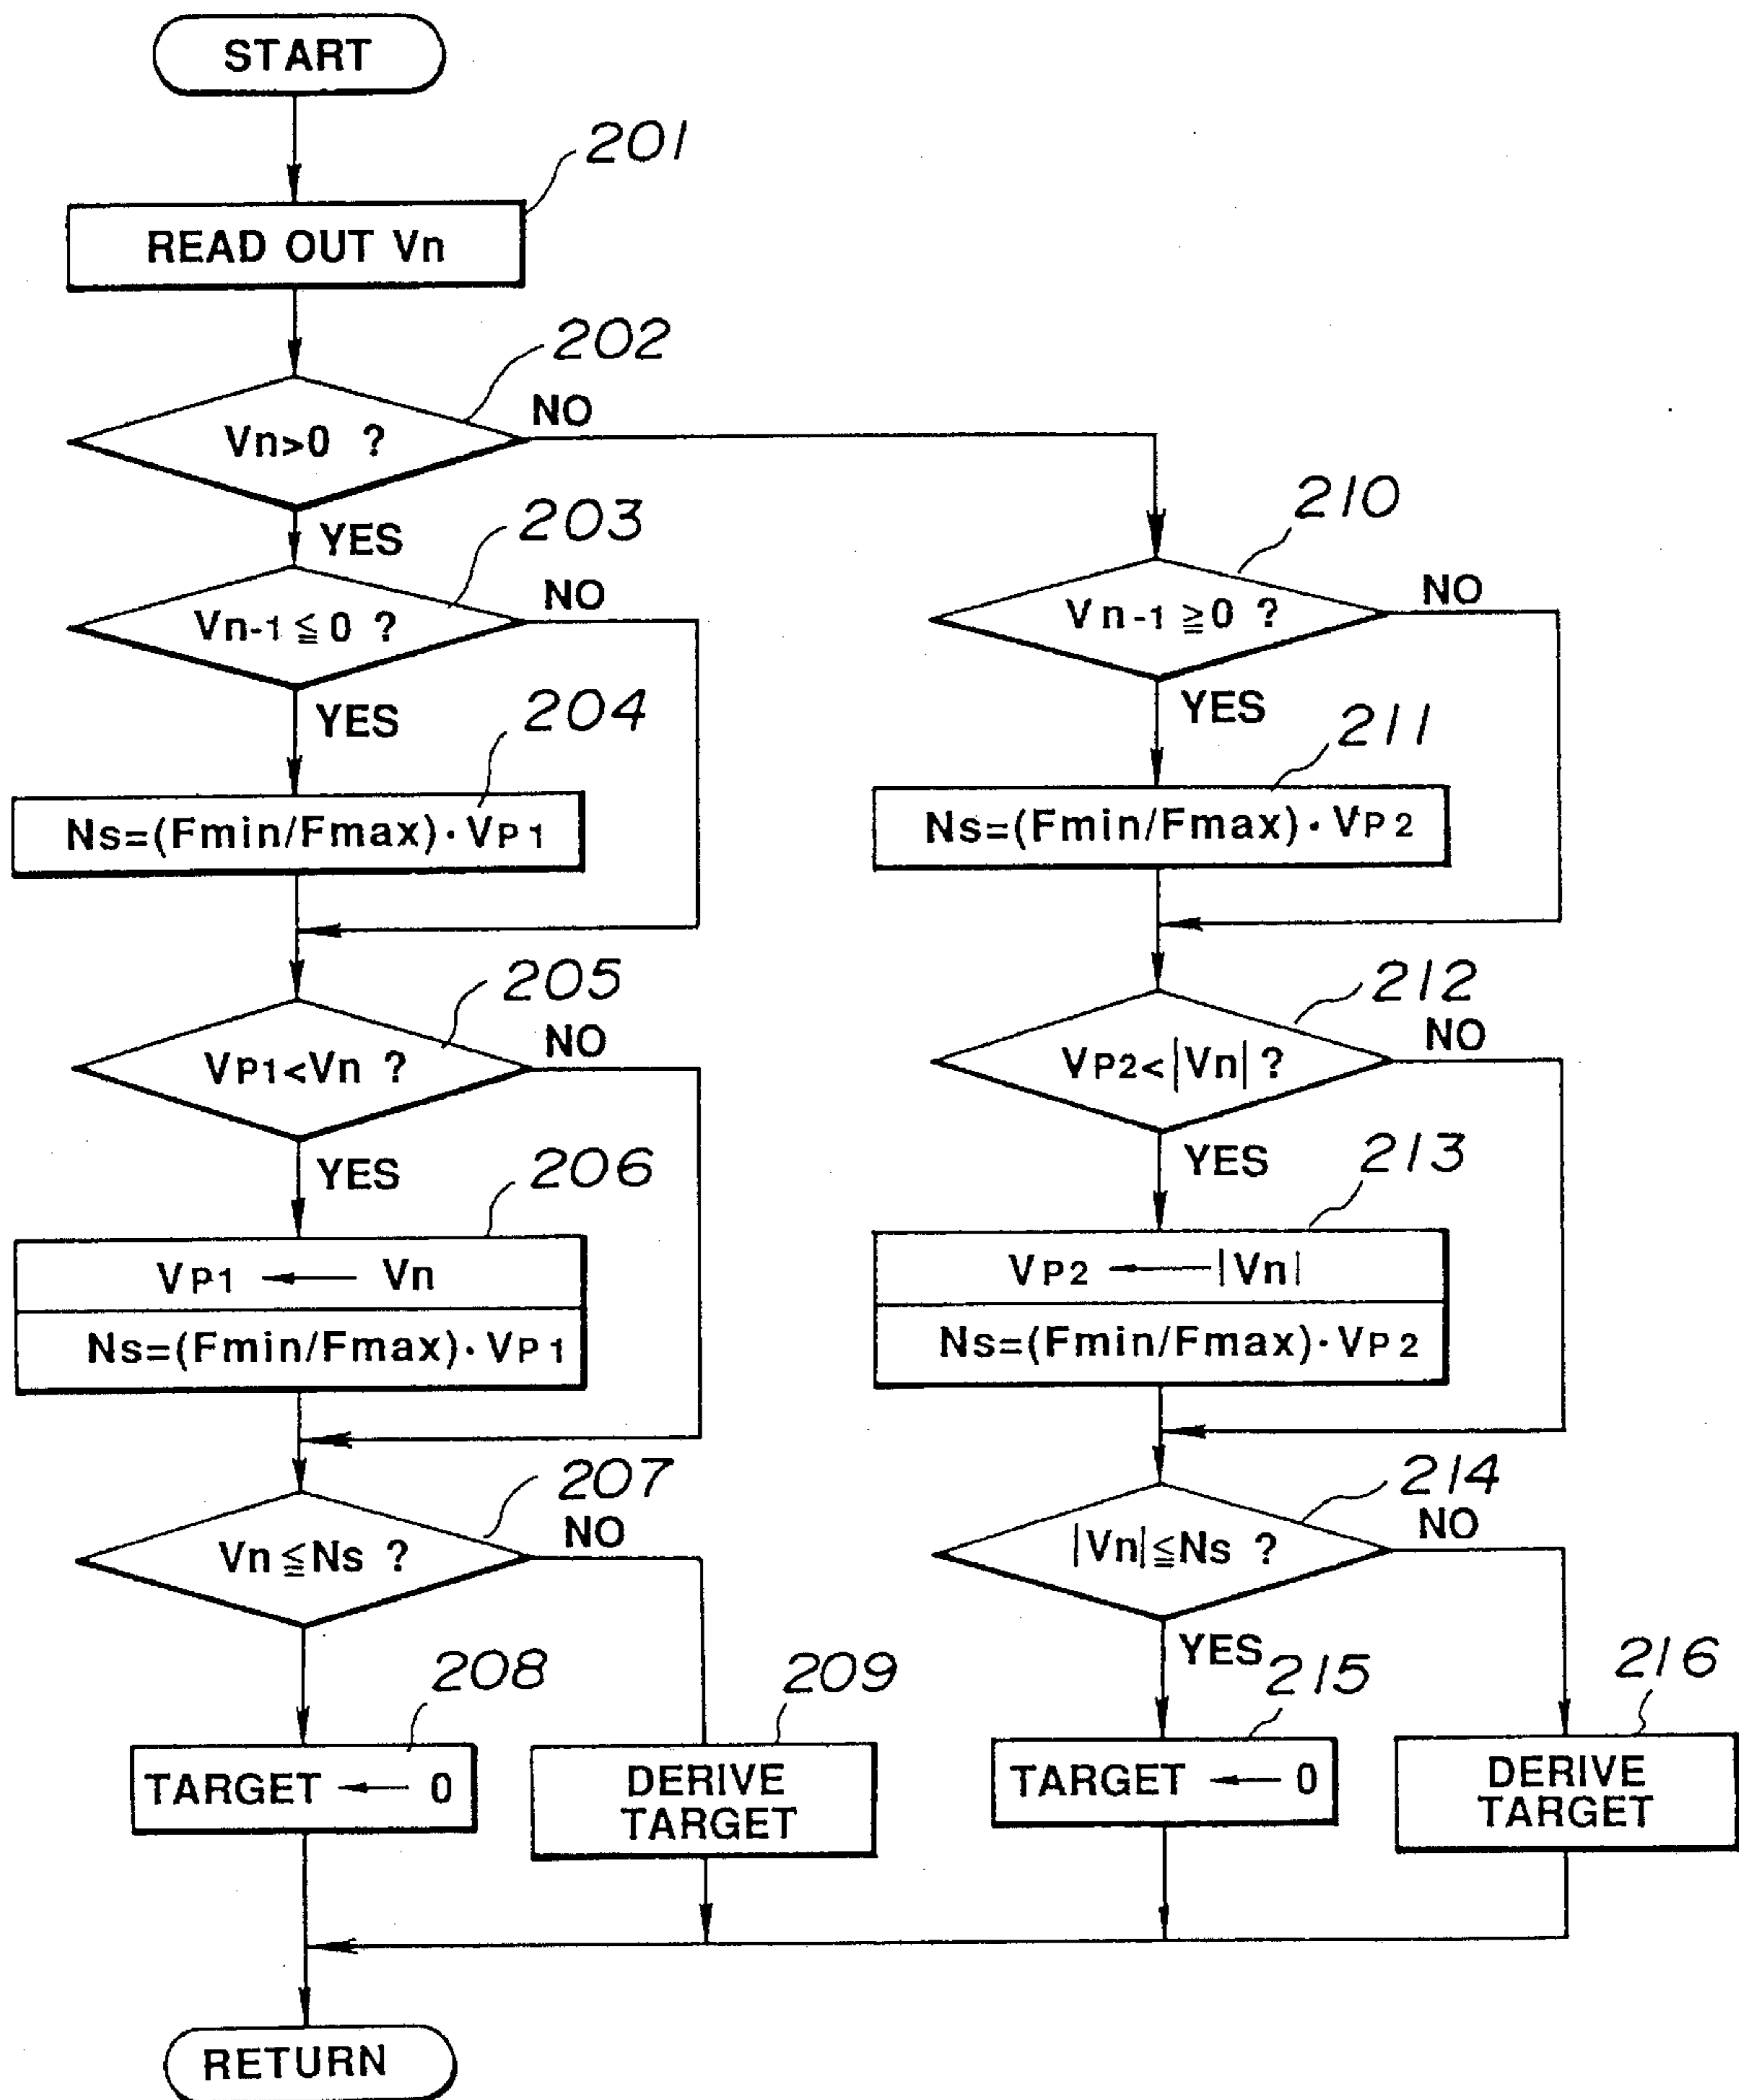 START
201
READ OUT Vn
202
Vn>0 ?
NO
YES
203
Vn-1 ≦ 0 ?
NO
YES
204
Ns=(Fmin/Fmax)·VP1
205
VP1<Vn ?
NO
YES
206
VP1 ← Vn
Ns=(Fmin/Fmax)·VP1
207
Vn ≦ Ns ?
NO
208
TARGET ← 0
209
DERIVE
TARGET
210
Vn-1 ≧ 0 ?
NO
YES
211
Ns=(Fmin/Fmax)·VP2
212
VP2<|Vn| ?
NO
YES
213
VP2 ← |Vn|
Ns=(Fmin/Fmax)·VP2
214
|Vn|≦Ns ?
NO
YES
215
TARGET ← 0
216
DERIVE
TARGET
RETURN